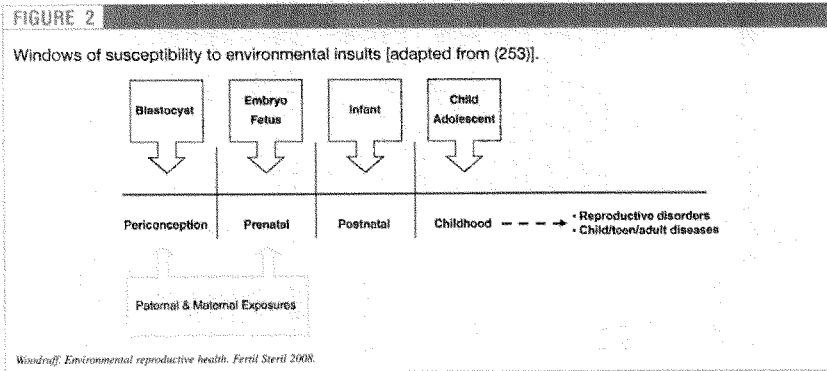 FIGURE 2
Windows of susceptibility to environmental insults [adapted from (253)].
Blastocyst
Embryo
Fetus
Infant
Child
Adolescent
Periconception
Prenatal
Postnatal
Childhood
• Reproductive disorders
• Child/teen/adult diseases
Paternal & Maternal Exposures
Woodruff. Environmental reproductive health. Fertil Steril 2008.